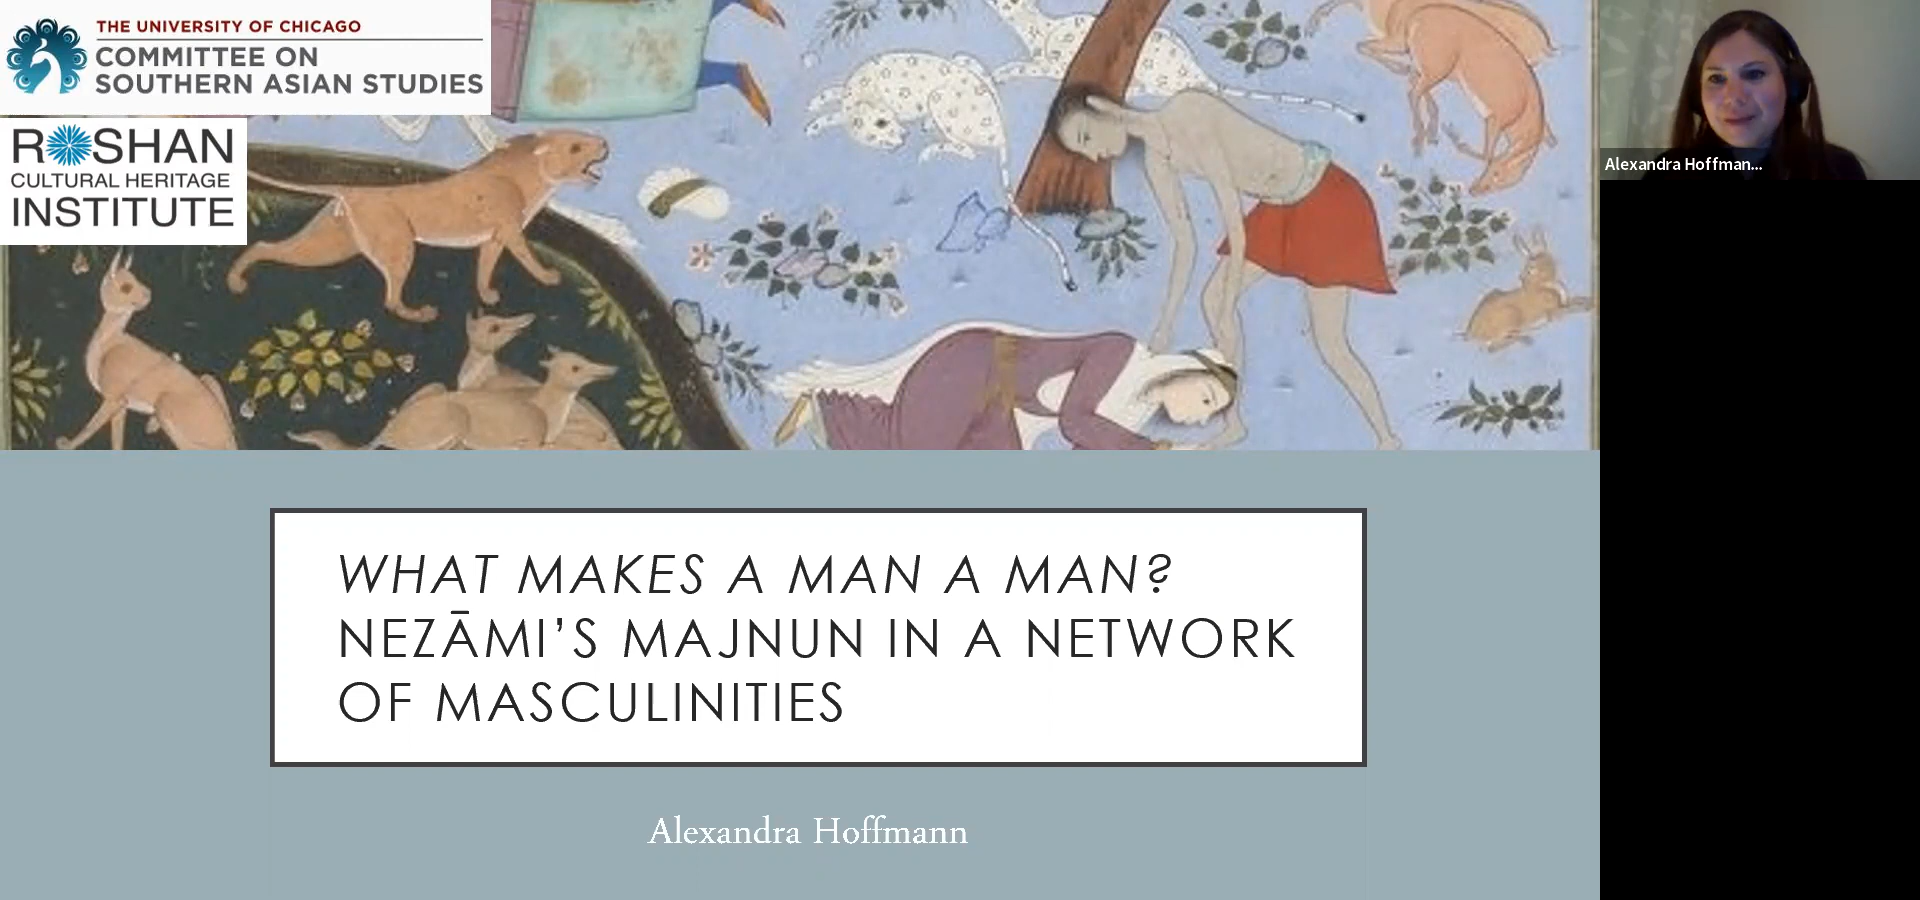 THE UNIVERSITY OF CHICAGO
COMMITTEE ON
SOUTHERN ASIAN STUDIES
ROSHAN
CULTURAL HERITAGE
INSTITUTE
Alexandra Hoffman...
WHAT MAKES A MAN A MAN?
NEZĀMI’S MAJNUN IN A NETWORK
OF MASCULINITIES
Alexandra Hoffmann